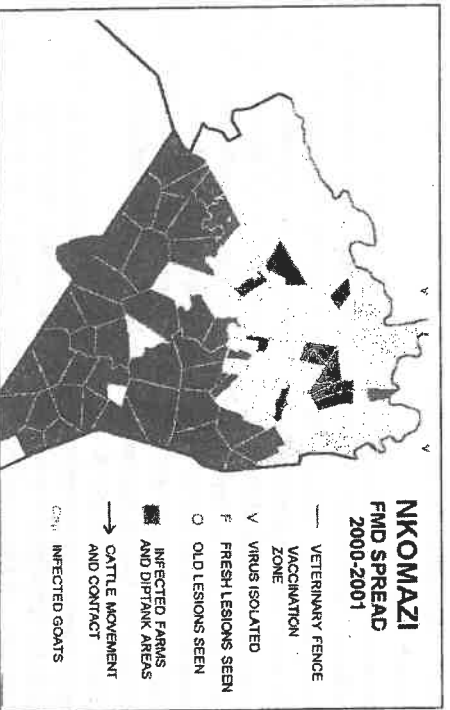 NKOMAZI
FMD SPREAD
2000-2001
VETERINARY FENCE
VACCINATION
ZONE
V VIRUS ISOLATED
F FRESH LESIONS SEEN
O OLD LESIONS SEEN
INFECTED FARMS
AND DIPTANK AREAS
CATTLE MOVEMENT
AND CONTACT
INFECTED GOATS
V
V